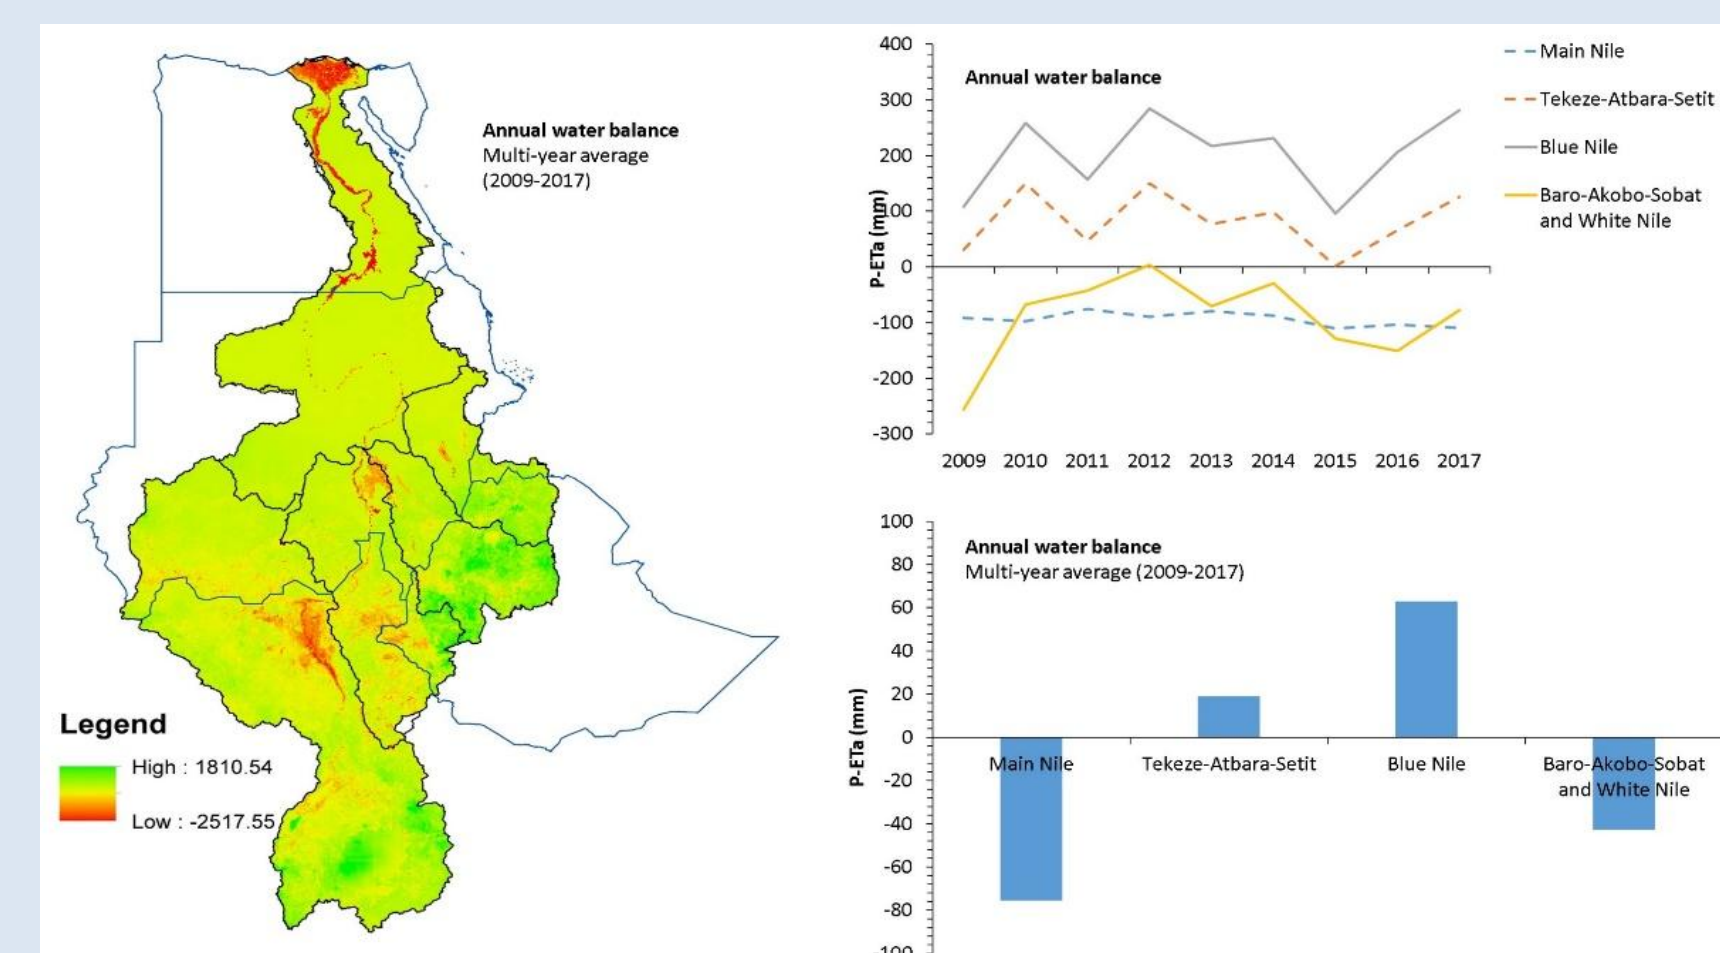 Annual water balance
Multi-year average
(2009-2017)
Legend
High : 1810.54
Low : -2517.55
400
300
200
100
0
-100
-200
-300
P-ETa (mm)
Annual water balance
2009 2010 2011 2012 2013 2014 2015 2016 2017
Main Nile
Tekeze-Atbara-Setit
Blue Nile
Baro-Akobo-Sobat
and White Nile
100
80
60
40
20
0
-20
-40
-60
-80
-100
P-ETa (mm)
Annual water balance
Multi-year average (2009-2017)
Main Nile
Tekeze-Atbara-Setit
Blue Nile
Baro-Akobo-Sobat
and White Nile